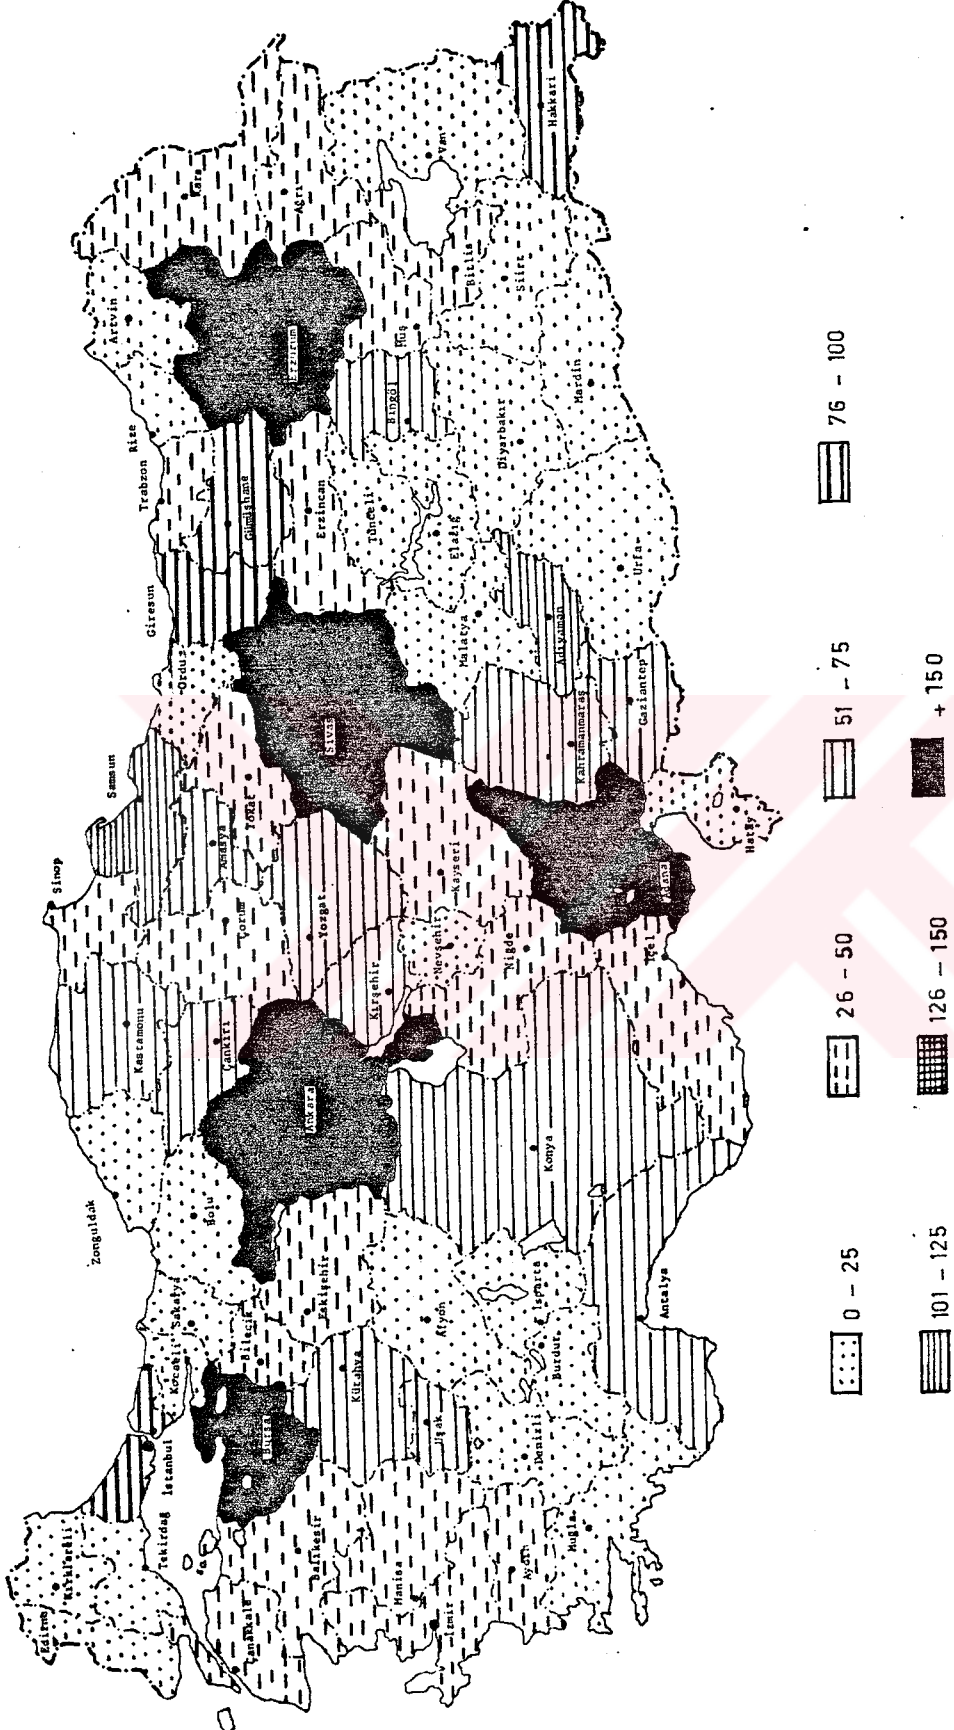 Edirne
Kırklareli
Tekirdağ
İstanbul
Kocaeli
Sakarya
Zonguldak
Bolu
Kastamonu
Sinop
Çankırı
Samsun
Amasya
Çorum
Tokat
Ordu
Giresun
Trabzon
Rize
Gümüşhane
Artvin
Kars
Çanakkale
Balıkesir
Bursa
Bilecik
Eskişehir
Ankara
Kırşehir
Yozgat
Sivas
Erzincan
Erzurum
Ağrı
Manisa
İzmir
Kütahya
Uşak
Afyon
Konya
Nevşehir
Kayseri
Niğde
Malatya
Tunceli
Elazığ
Bingöl
Muş
Bitlis
Van
Aydın
Denizli
Muğla
Burdur
Isparta
Antalya
İçel
Adana
Kahramanmaraş
Gaziantep
Hatay
Adıyaman
Urfa
Diyarbakır
Mardin
Siirt
Hakkari
0 – 25
26 – 50
51 – 75
76 – 100
101 – 125
126 – 150
+ 150